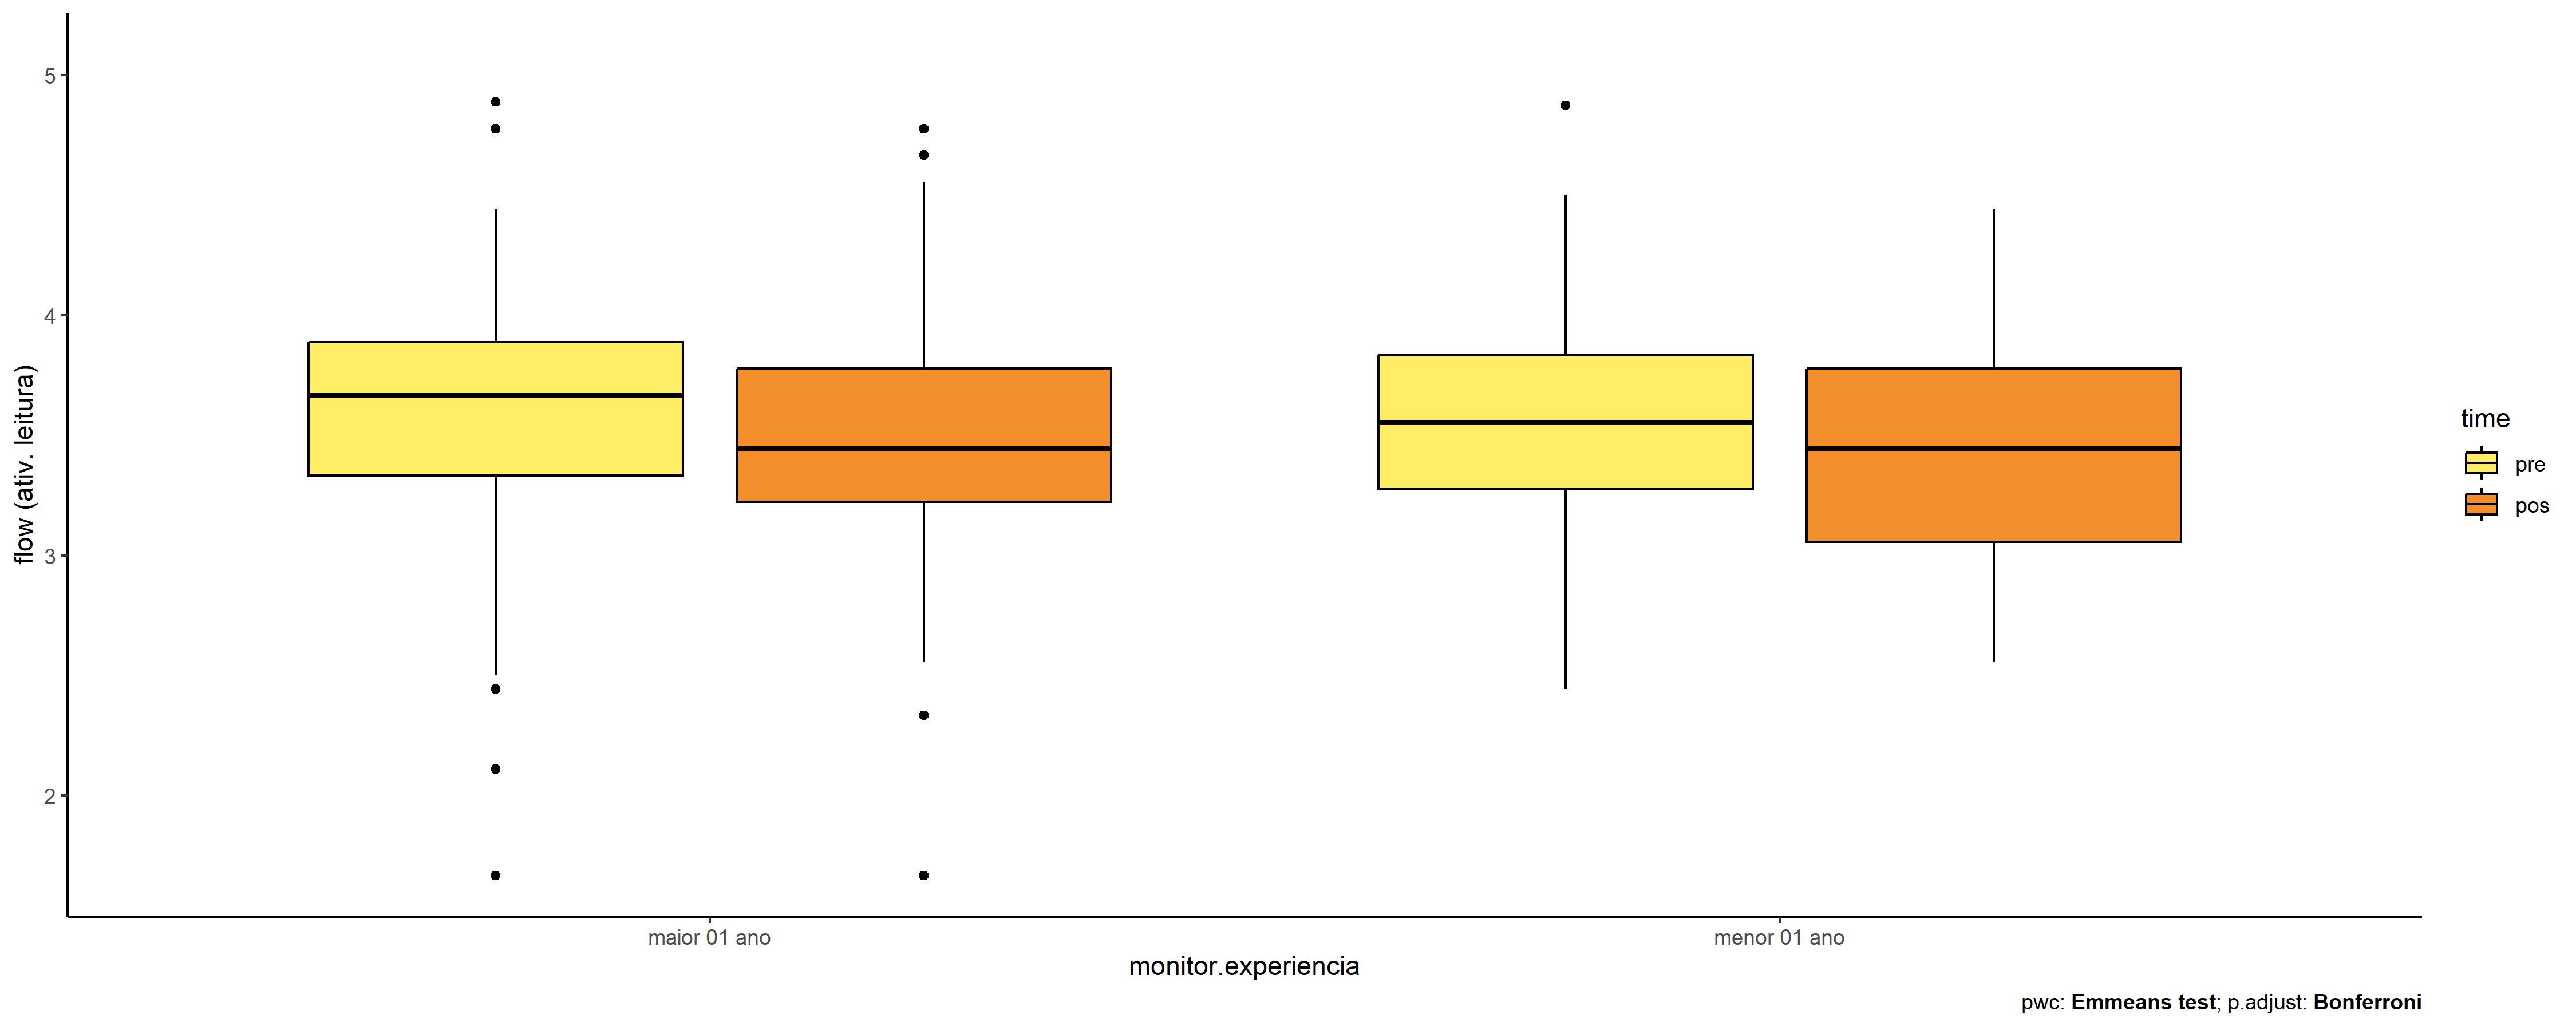 flow (ativ. leitura)
5
4
3
2
maior 01 ano
menor 01 ano
monitor.experiencia
time
pre
pos
pwc: Emmeans test; p.adjust: Bonferroni